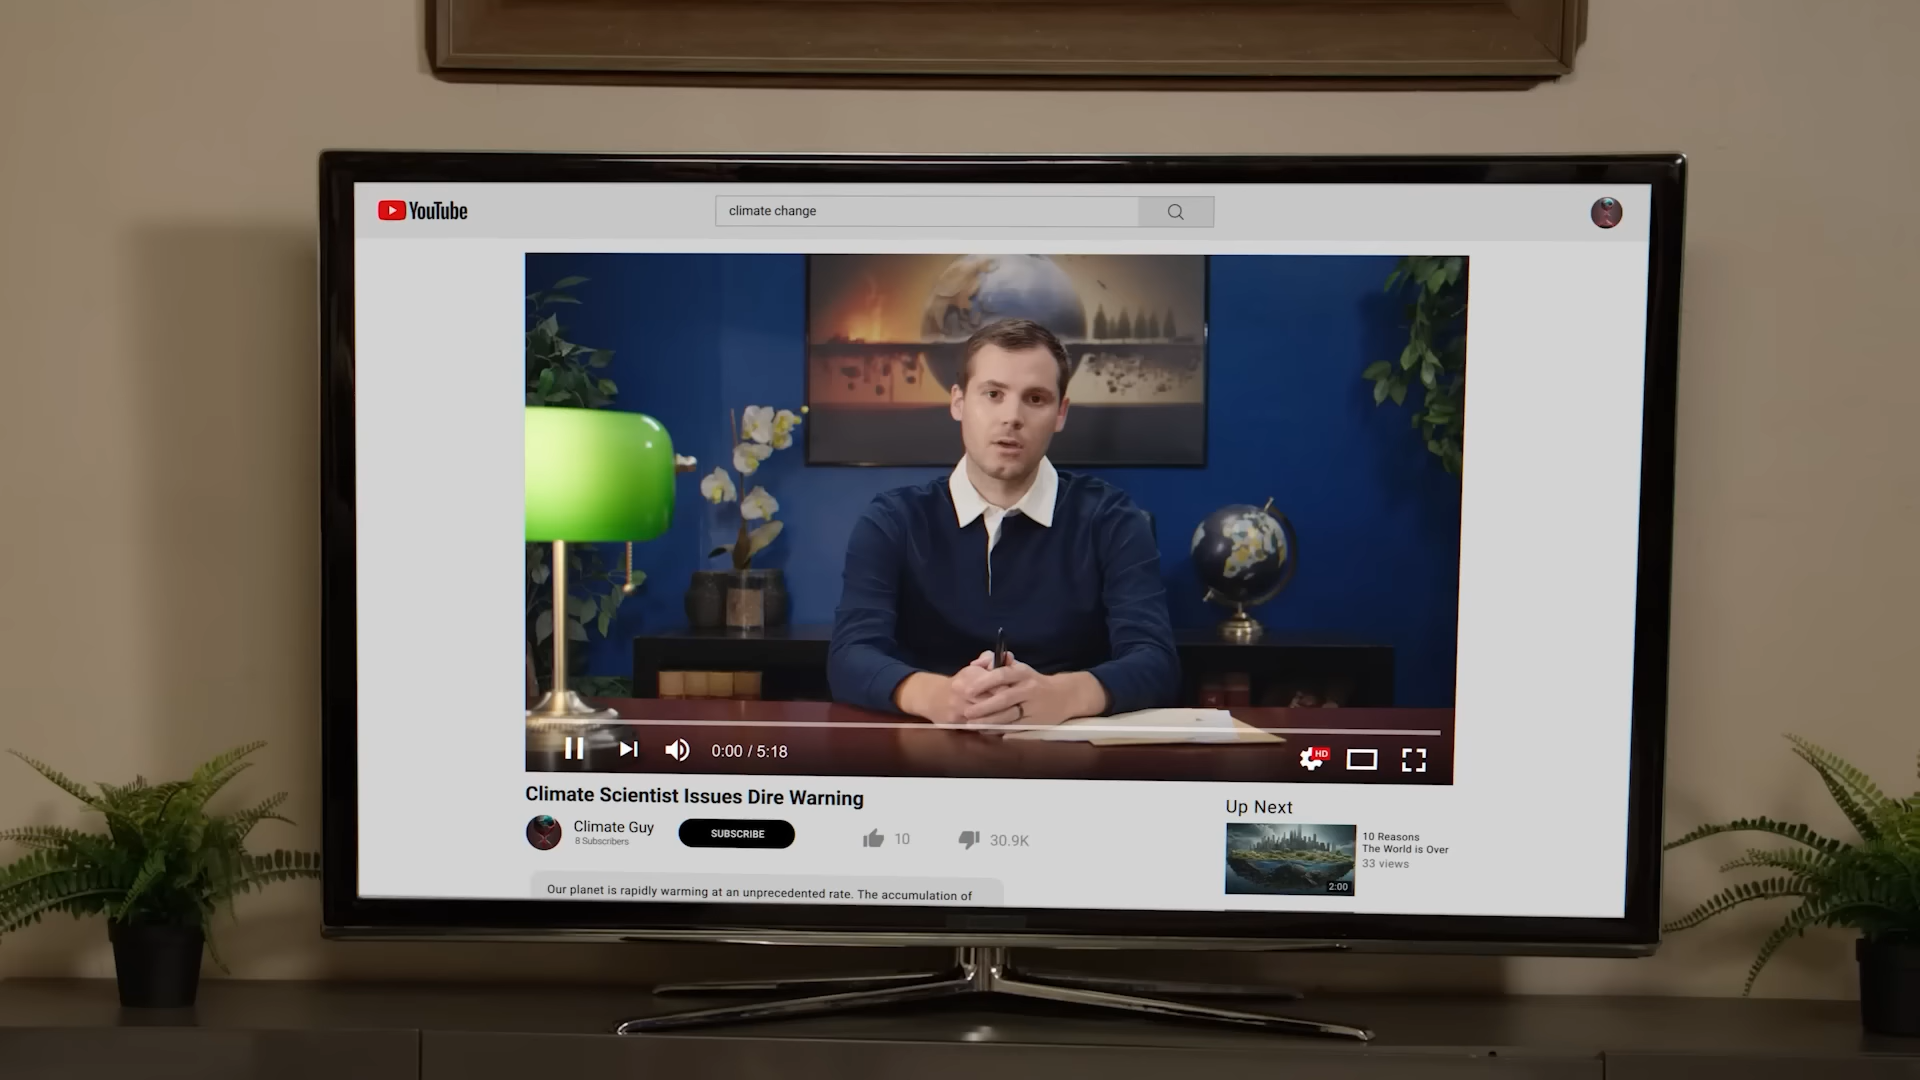 YouTube
climate change
0:00 / 5:18
HD
Climate Scientist Issues Dire Warning
Climate Guy
8 Subscribers
SUBSCRIBE
10
30.9K
Our planet is rapidly warming at an unprecedented rate. The accumulation of
Up Next
10 Reasons
The World is Over
33 views
2:00